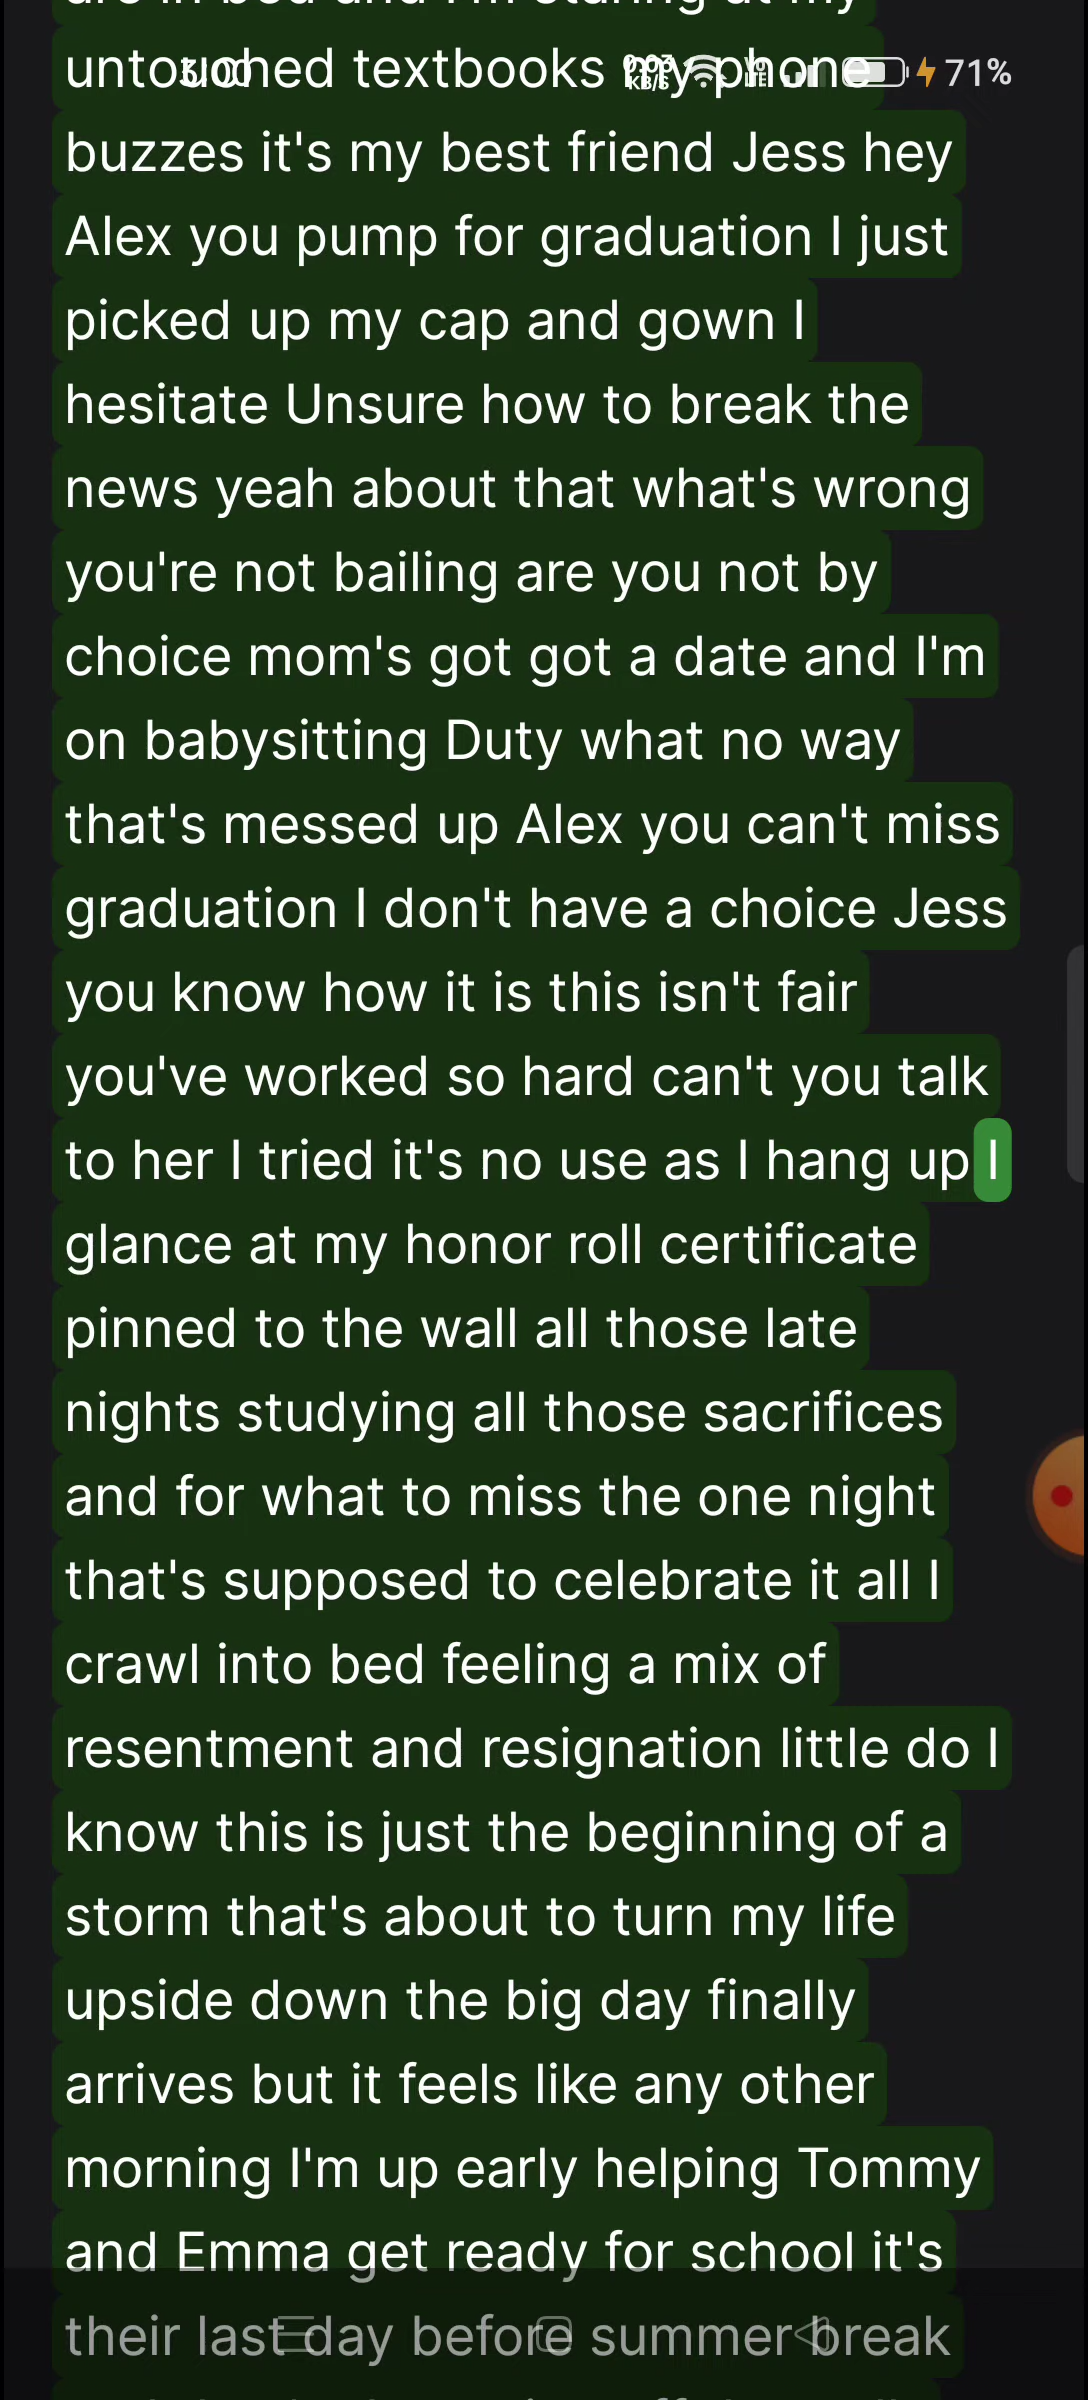 are in bed and I'm staring at my
untouched textbooks my phone
71%
buzzes it's my best friend Jess hey
Alex you pump for graduation I just
picked up my cap and gown I
hesitate Unsure how to break the
news yeah about that what's wrong
you're not bailing are you not by
choice mom's got got a date and I'm
on babysitting Duty what no way
that's messed up Alex you can't miss
graduation I don't have a choice Jess
you know how it is this isn't fair
you've worked so hard can't you talk
to her I tried it's no use as I hang up I
glance at my honor roll certificate
pinned to the wall all those late
nights studying all those sacrifices
and for what to miss the one night
that's supposed to celebrate it all I
crawl into bed feeling a mix of
resentment and resignation little do I
know this is just the beginning of a
storm that's about to turn my life
upside down the big day finally
arrives but it feels like any other
morning I'm up early helping Tommy
and Emma get ready for school it's
their last day before summer break